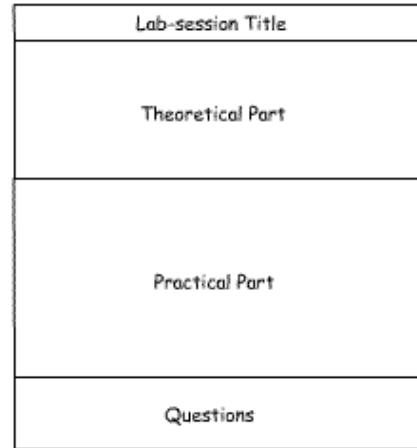 Lab-session Title
Theoretical Part
Practical Part
Questions